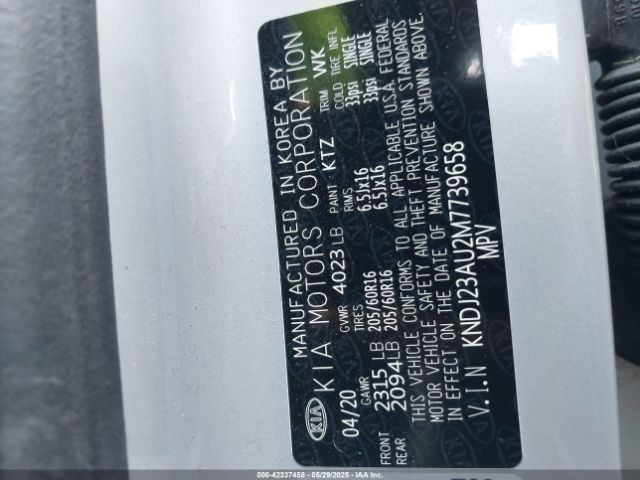 MANUFACTURED IN KOREA BY
KIA KIA MOTORS CORPORATION
04/20 GVWR 4023 LB PAINT: KTZ TRIM WK
GAWR TIRES RIMS COLD TIRE INFL
FRONT 2315 LB 205/60R16 6.5Jx16 33psi SINGLE
REAR 2094 LB 205/60R16 6.5Jx16 33psi SINGLE
THIS VEHICLE CONFORMS TO ALL APPLICABLE U.S.A. FEDERAL
MOTOR VEHICLE SAFETY AND THEFT PREVENTION STANDARDS
IN EFFECT ON THE DATE OF MANUFACTURE SHOWN ABOVE.
V.I.N KNDJ23AU2M7739658
MPV
000-42337458 - 05/29/2025 - IAA Inc.